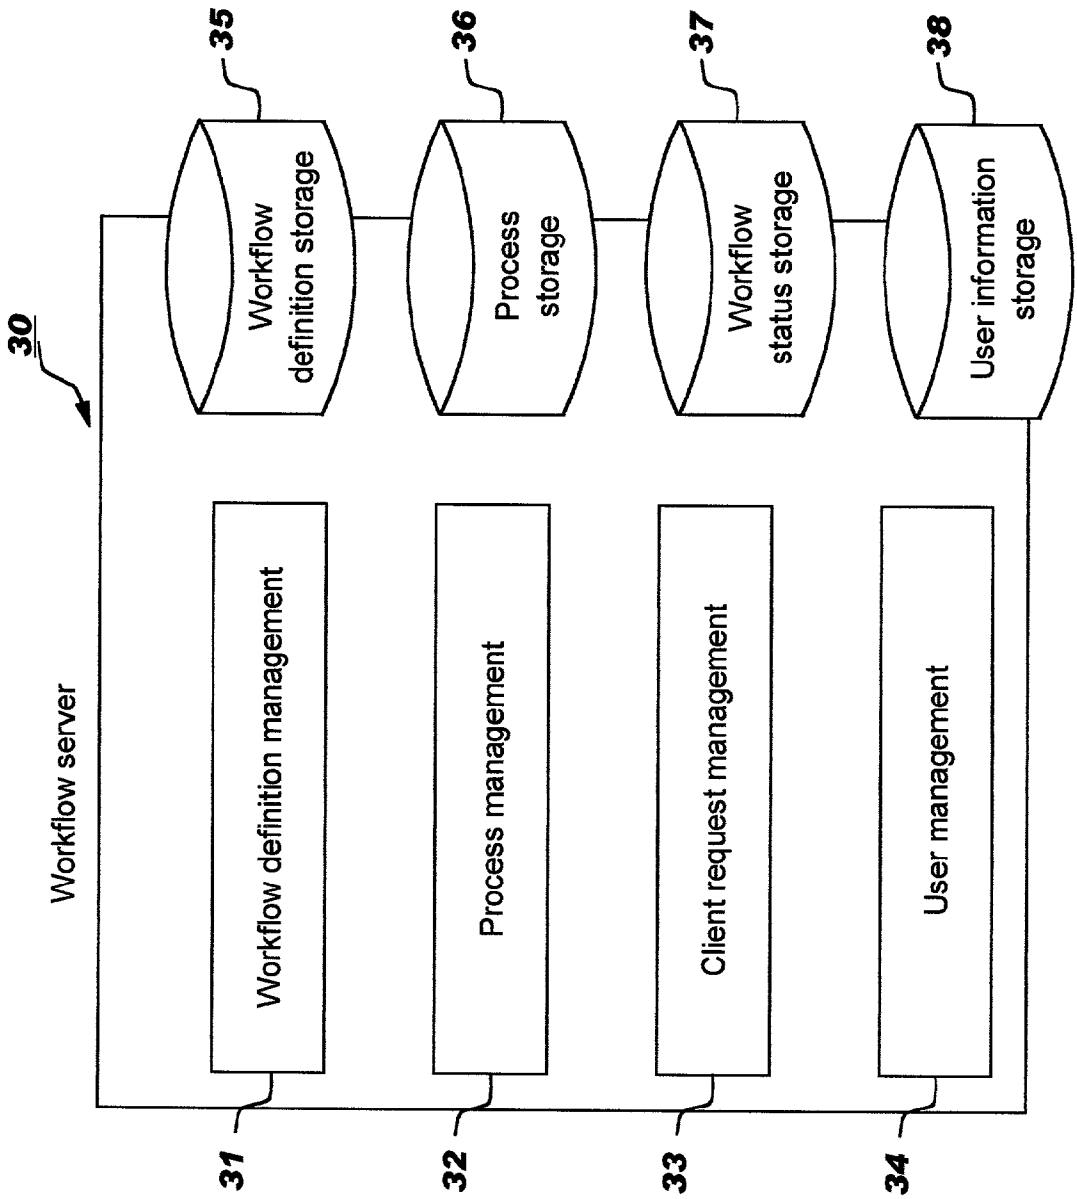 Workflow server
30
31
Workflow definition management
Workflow
definition storage
35
32
Process management
Process
storage
36
33
Client request management
Workflow
status storage
37
34
User management
User information
storage
38